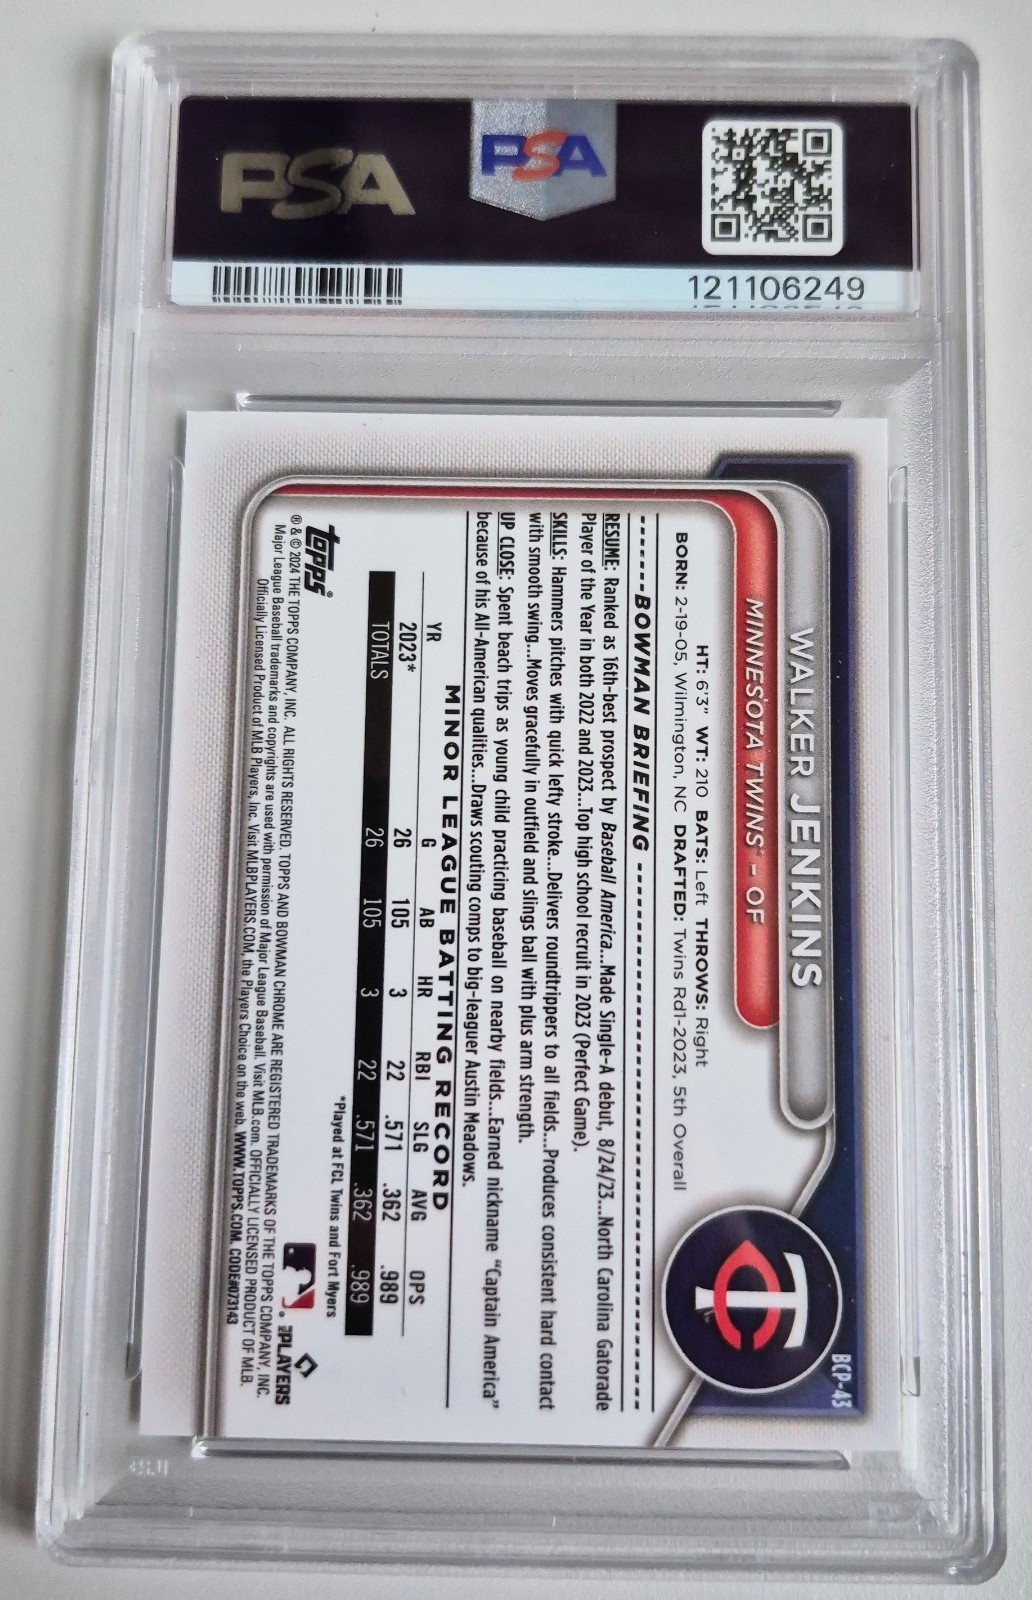 PSA
PSA
121106249
BCP-43
WALKER JENKINS
MINNESOTA TWINS® - OF
HT: 6'3" WT: 210 BATS: Left THROWS: Right
BORN: 2-19-05, Wilmington, NC DRAFTED: Twins Rd1-2023, 5th Overall
BOWMAN BRIEFING
RESUME: Ranked as 16th-best prospect by Baseball America...Made Single-A debut, 8/24/23...North Carolina Gatorade
Player of the Year in both 2022 and 2023...Top high school recruit in 2023 (Perfect Game).
SKILLS: Hammers pitches with quick lefty stroke...Delivers roundtrippers to all fields...Produces consistent hard contact
with smooth swing...Moves gracefully in outfield and slings ball with plus arm strength.
UP CLOSE: Spent beach trips as young child practicing baseball on nearby fields...Earned nickname "Captain America"
because of his All-American qualities...Draws scouting comps to big-leaguer Austin Meadows.
MINOR LEAGUE BATTING RECORD
YR G AB HR RBI SLG AVG OPS
2023* 26 105 3 22 .571 .362 .989
TOTALS 26 105 3 22 .571 .362 .989
*Played at FCL Twins and Fort Myers
topps®
MLB PLAYERS
® & © 2024 THE TOPPS COMPANY, INC. ALL RIGHTS RESERVED. TOPPS AND BOWMAN CHROME ARE REGISTERED TRADEMARKS OF THE TOPPS COMPANY, INC.
Major League Baseball trademarks and copyrights are used with permission of Major League Baseball. Visit MLB.com. OFFICIALLY LICENSED PRODUCT OF MLB.
Officially Licensed Product of MLB Players, Inc. Visit MLBPLAYERS.COM, the Players Choice on the web. WWW.TOPPS.COM. CODE#073143